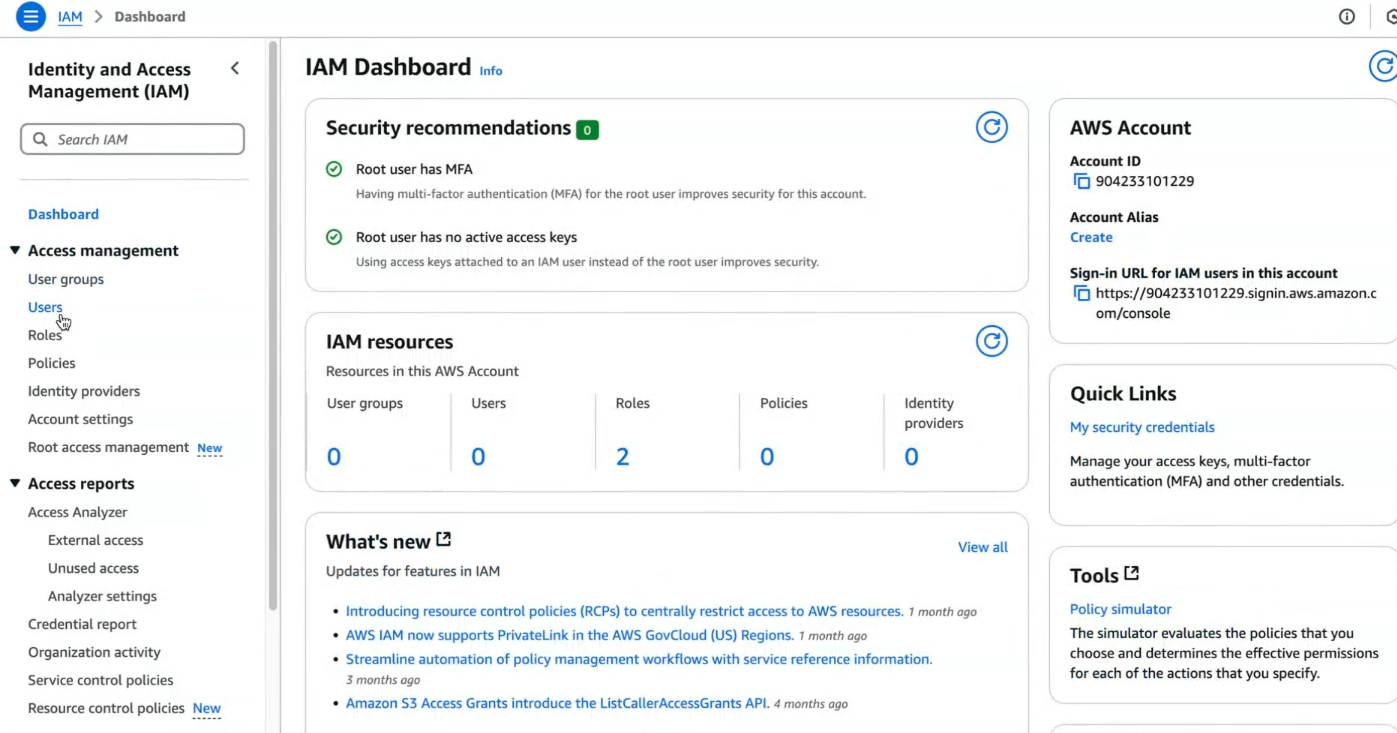 IAM > Dashboard
Identity and Access
Management (IAM)
Search IAM
Dashboard
Access management
User groups
Users
Roles
Policies
Identity providers
Account settings
Root access management New
Access reports
Access Analyzer
External access
Unused access
Analyzer settings
Credential report
Organization activity
Service control policies
Resource control policies New
IAM Dashboard Info
Security recommendations 0
Root user has MFA
Having multi-factor authentication (MFA) for the root user improves security for this account.
Root user has no active access keys
Using access keys attached to an IAM user instead of the root user improves security.
IAM resources
Resources in this AWS Account
User groups
0
Users
0
Roles
2
Policies
0
Identity
providers
0
What's new
View all
Updates for features in IAM
• Introducing resource control policies (RCPs) to centrally restrict access to AWS resources. 1 month ago
• AWS IAM now supports PrivateLink in the AWS GovCloud (US) Regions. 1 month ago
• Streamline automation of policy management workflows with service reference information.
3 months ago
• Amazon S3 Access Grants introduce the ListCallerAccessGrants API. 4 months ago
AWS Account
Account ID
904233101229
Account Alias
Create
Sign-in URL for IAM users in this account
https://904233101229.signin.aws.amazon.c
om/console
Quick Links
My security credentials
Manage your access keys, multi-factor
authentication (MFA) and other credentials.
Tools
Policy simulator
The simulator evaluates the policies that you
choose and determines the effective permissions
for each of the actions that you specify.